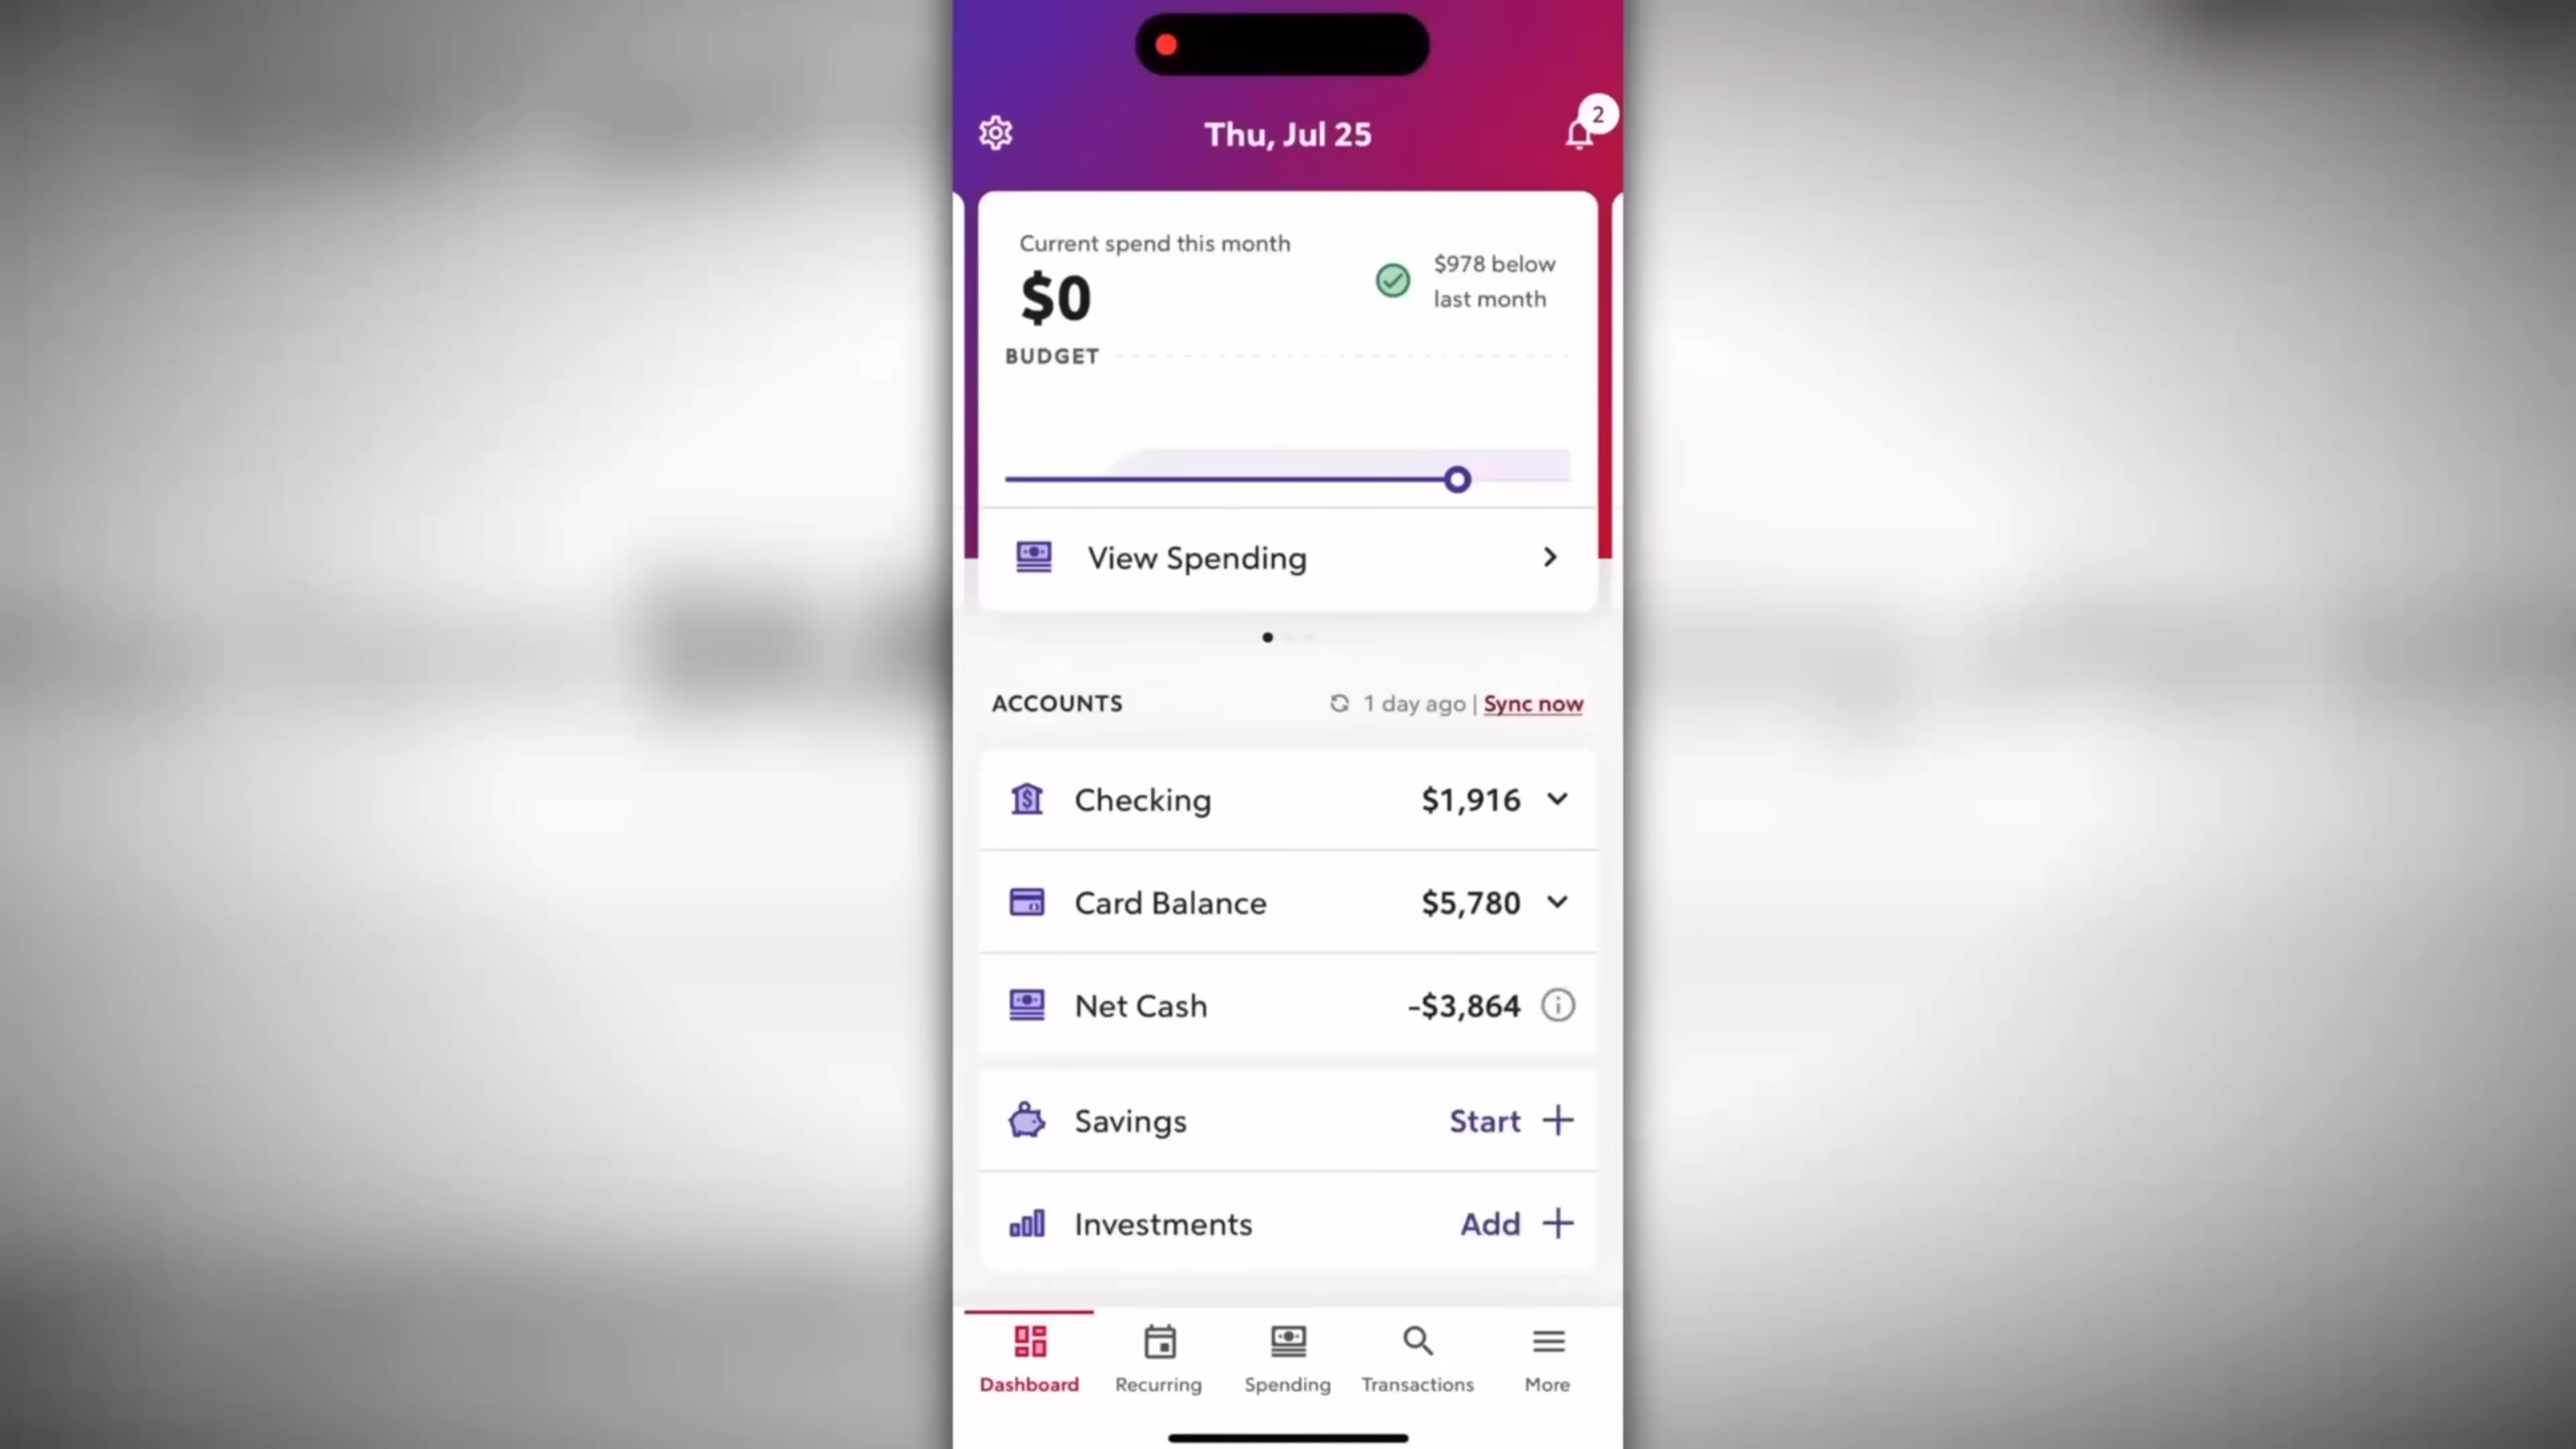 Thu, Jul 25
2
Current spend this month
$0
$978 below
last month
BUDGET
View Spending
ACCOUNTS
1 day ago | Sync now
Checking $1,916
Card Balance $5,780
Net Cash -$3,864
Savings Start
Investments Add
Dashboard Recurring Spending Transactions More